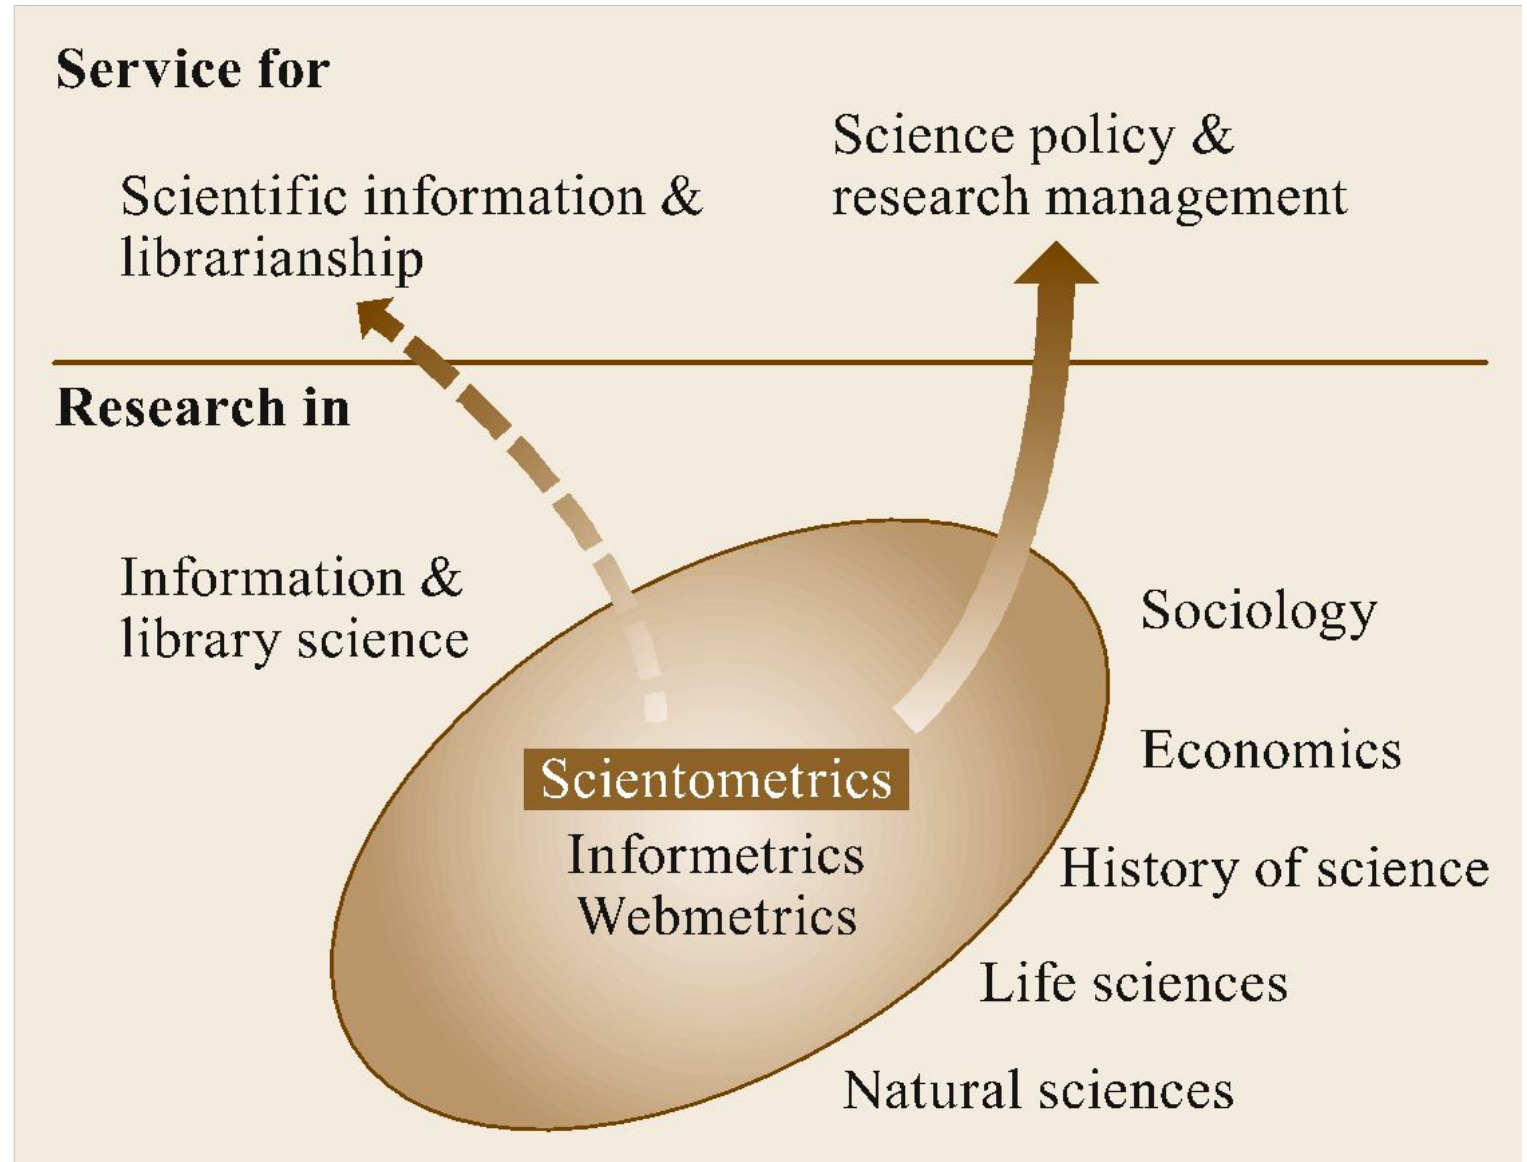 Service for
Scientific information &
librarianship
Science policy &
research management
Research in
Information &
library science
Scientometrics
Informetrics
Webmetrics
Sociology
Economics
History of science
Life sciences
Natural sciences